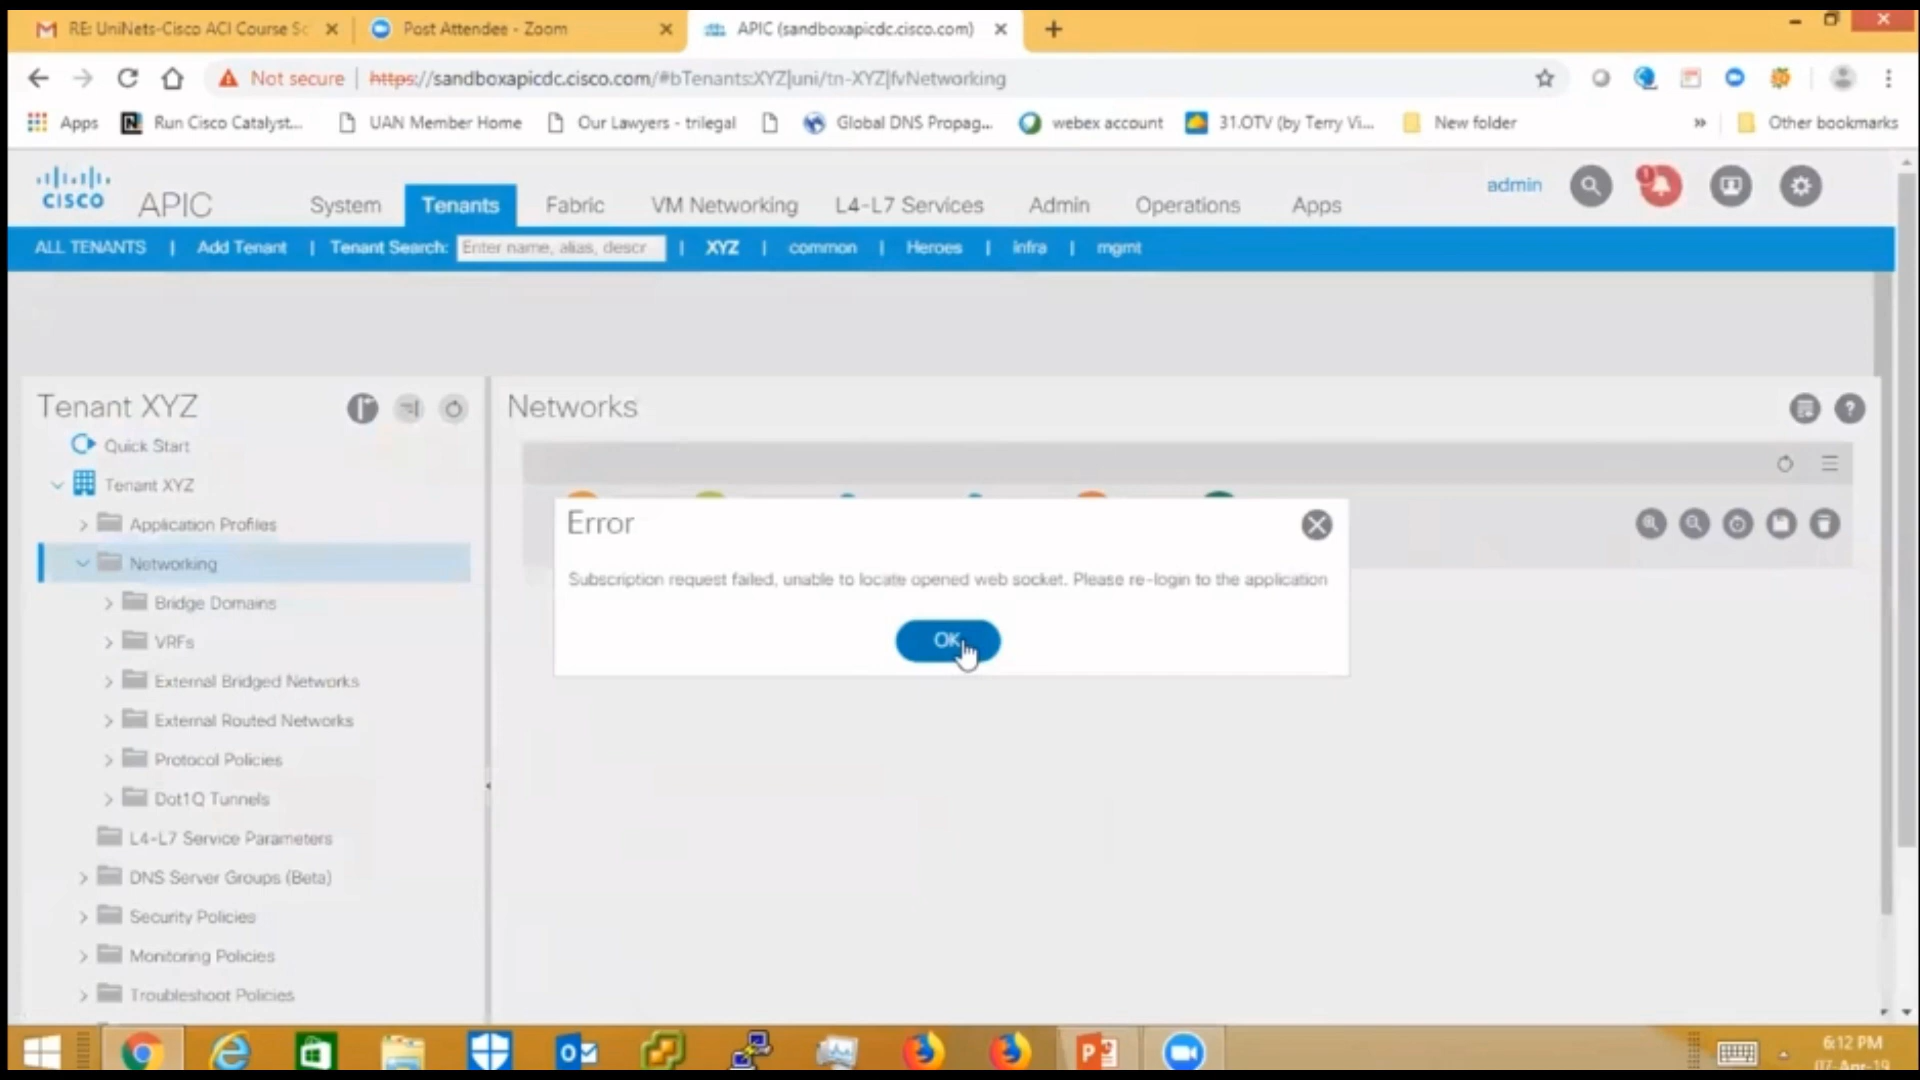 RE: UniNets-Cisco ACI Course Sc
Post Attendee - Zoom
APIC (sandboxapicdc.cisco.com)
Not secure | https://sandboxapicdc.cisco.com/#bTenants:XYZ|uni/tn-XYZ|fvNetworking
Apps
Run Cisco Catalyst...
UAN Member Home
Our Lawyers - trilegal
Global DNS Propag...
webex account
31.OTV (by Terry Vi...
New folder
»
Other bookmarks
CISCO
APIC
System
Tenants
Fabric
VM Networking
L4-L7 Services
Admin
Operations
Apps
admin
ALL TENANTS | Add Tenant | Tenant Search: Enter name, alias, descr | XYZ | common | Heroes | infra | mgmt
Tenant XYZ
Networks
Quick Start
Tenant XYZ
Application Profiles
Networking
Bridge Domains
VRFs
External Bridged Networks
External Routed Networks
Protocol Policies
Dot1Q Tunnels
L4-L7 Service Parameters
DNS Server Groups (Beta)
Security Policies
Monitoring Policies
Troubleshoot Policies
Error
Subscription request failed, unable to locate opened web socket. Please re-login to the application
OK
6:12 PM
07-Apr-19